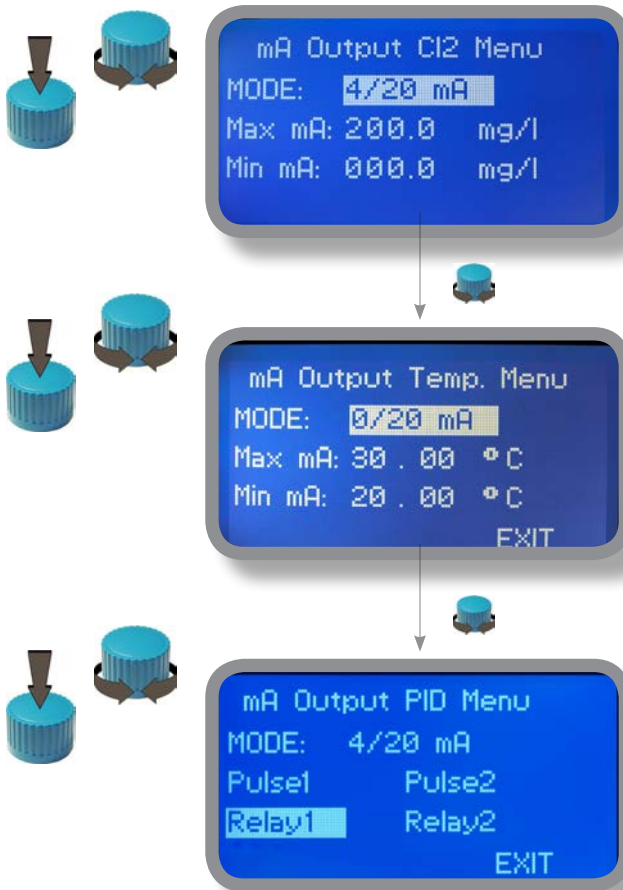 mA Output Cl2 Menu
MODE: 4/20 mA
Max mA: 200.0 mg/l
Min mA: 000.0 mg/l
mA Output Temp. Menu
MODE: 0/20 mA
Max mA: 30 . 00 °C
Min mA: 20 . 00 °C
EXIT
mA Output PID Menu
MODE: 4/20 mA
Pulse1 Pulse2
Relay1 Relay2
EXIT